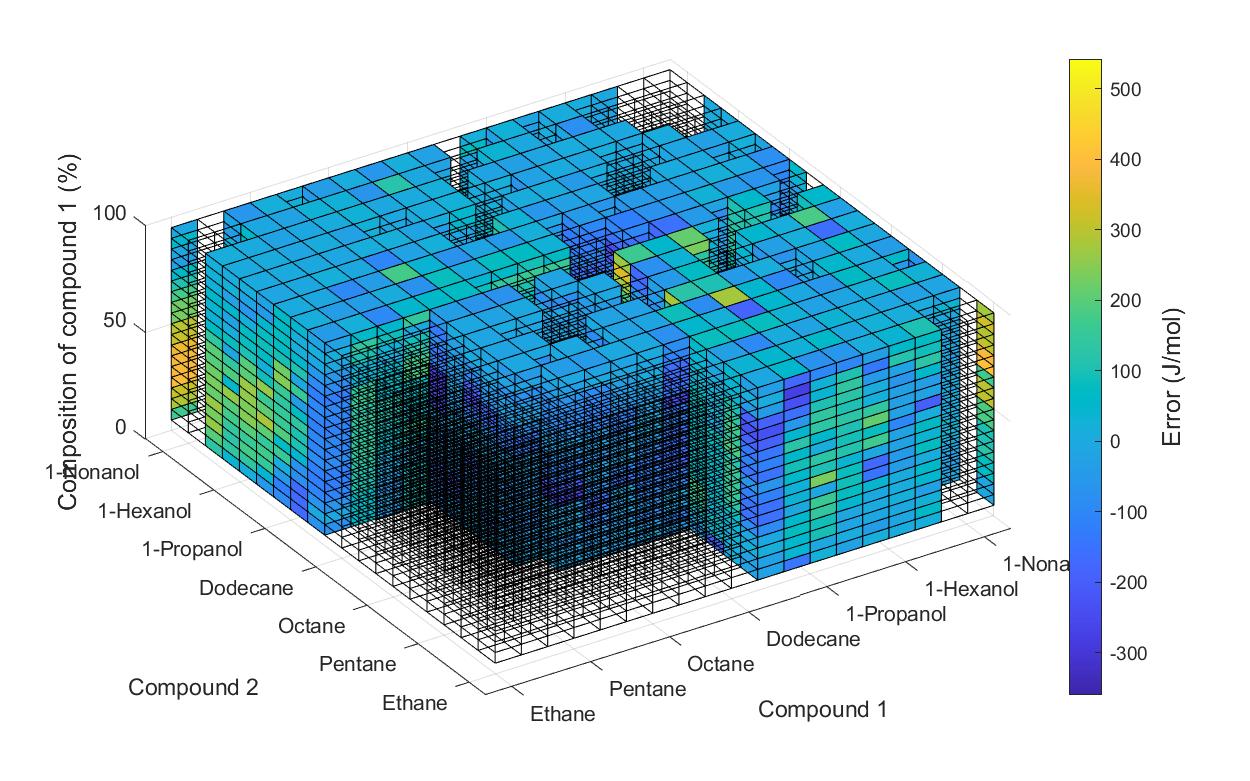 Composition of compound 1 (%)
100
50
0
1-Nonanol
1-Hexanol
1-Propanol
Dodecane
Octane
Pentane
Ethane
Compound 2
Ethane
Pentane
Octane
Dodecane
1-Propanol
1-Hexanol
1-Nona
Compound 1
500
400
300
200
100
0
-100
-200
-300
Error (J/mol)